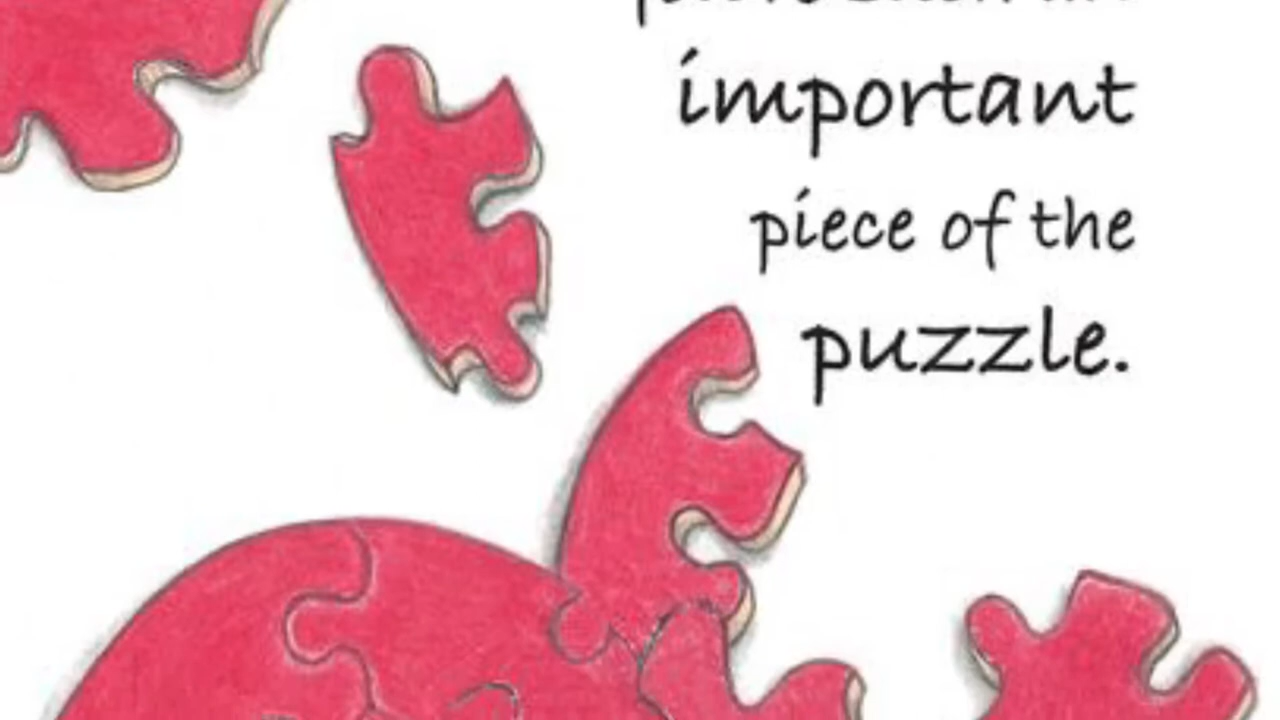 important
piece of the
puzzle.